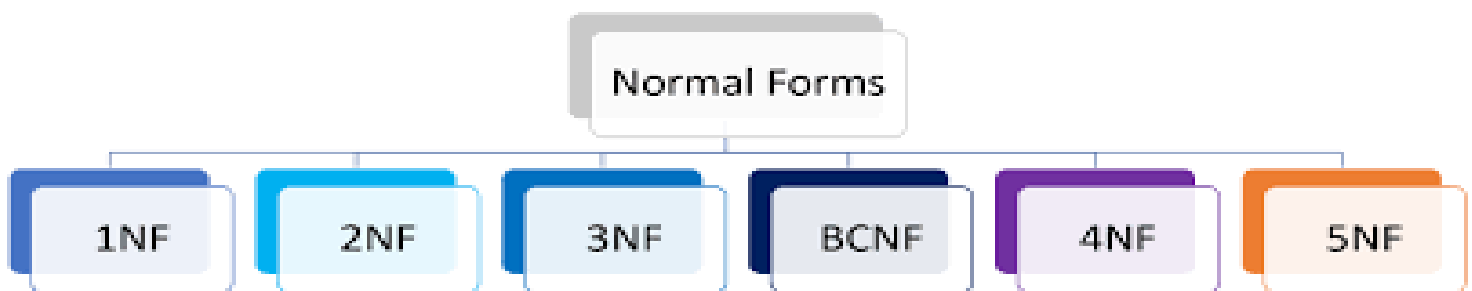 Normal Forms
1NF
2NF
3NF
BCNF
4NF
5NF